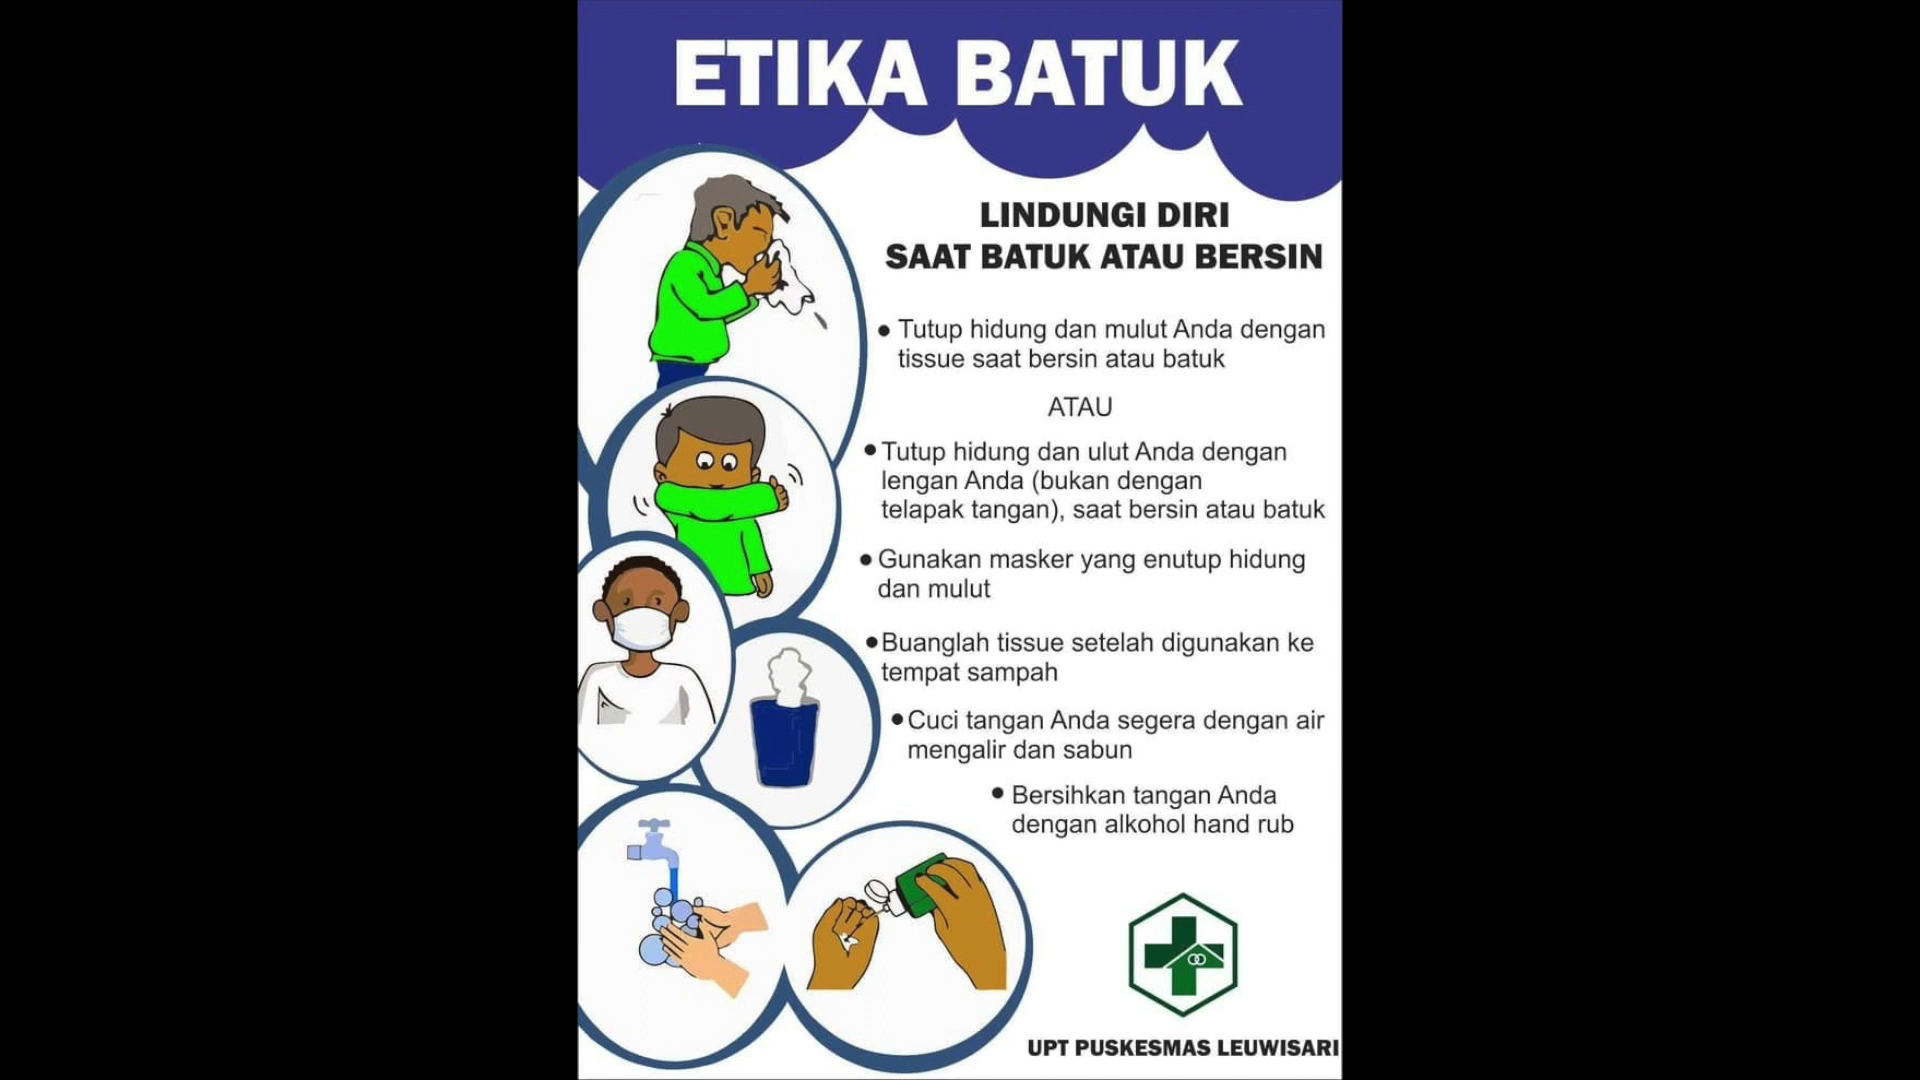 ETIKA BATUK
LINDUNGI DIRI
SAAT BATUK ATAU BERSIN
• Tutup hidung dan mulut Anda dengan
tissue saat bersin atau batuk
ATAU
• Tutup hidung dan ulut Anda dengan
lengan Anda (bukan dengan
telapak tangan), saat bersin atau batuk
• Gunakan masker yang enutup hidung
dan mulut
• Buanglah tissue setelah digunakan ke
tempat sampah
• Cuci tangan Anda segera dengan air
mengalir dan sabun
• Bersihkan tangan Anda
dengan alkohol hand rub
UPT PUSKESMAS LEUWISARI